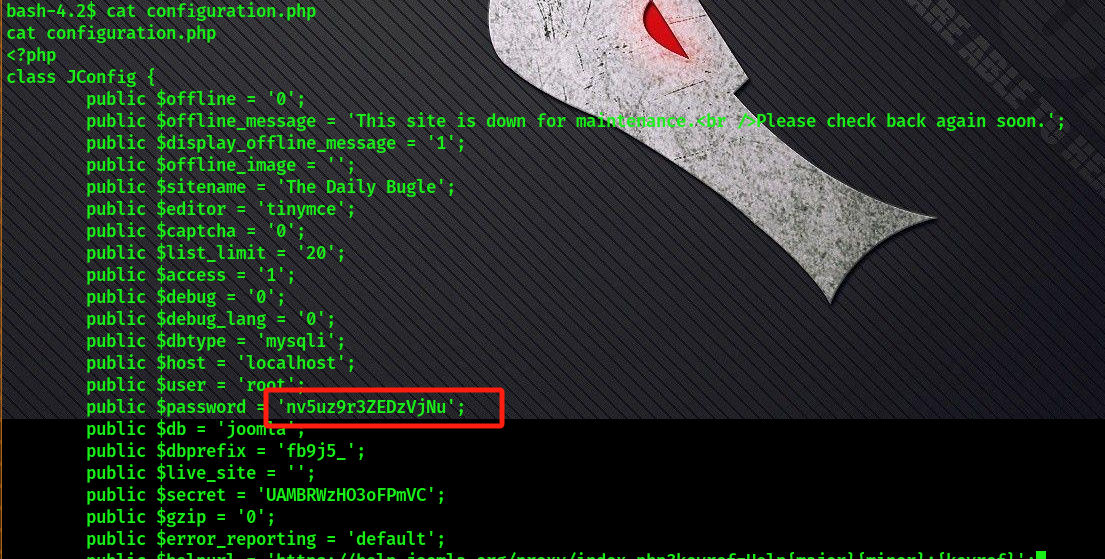 bash-4.2$ cat configuration.php
cat configuration.php
<?php
class JConfig {
        public $offline = '0';
        public $offline_message = 'This site is down for maintenance.<br />Please check back again soon.';
        public $display_offline_message = '1';
        public $offline_image = '';
        public $sitename = 'The Daily Bugle';
        public $editor = 'tinymce';
        public $captcha = '0';
        public $list_limit = '20';
        public $access = '1';
        public $debug = '0';
        public $debug_lang = '0';
        public $dbtype = 'mysqli';
        public $host = 'localhost';
        public $user = 'root';
        public $password = 'nv5uz9r3ZEDzVjNu';
        public $db = 'joomla';
        public $dbprefix = 'fb9j5_';
        public $live_site = '';
        public $secret = 'UAMBRWzHO3oFPmVC';
        public $gzip = '0';
        public $error_reporting = 'default';
        public $helpurl = 'https://help.joomla.org/proxy/index.php?keyref=Help{major}{minor}:{keyref}';
ARE ABLE TO